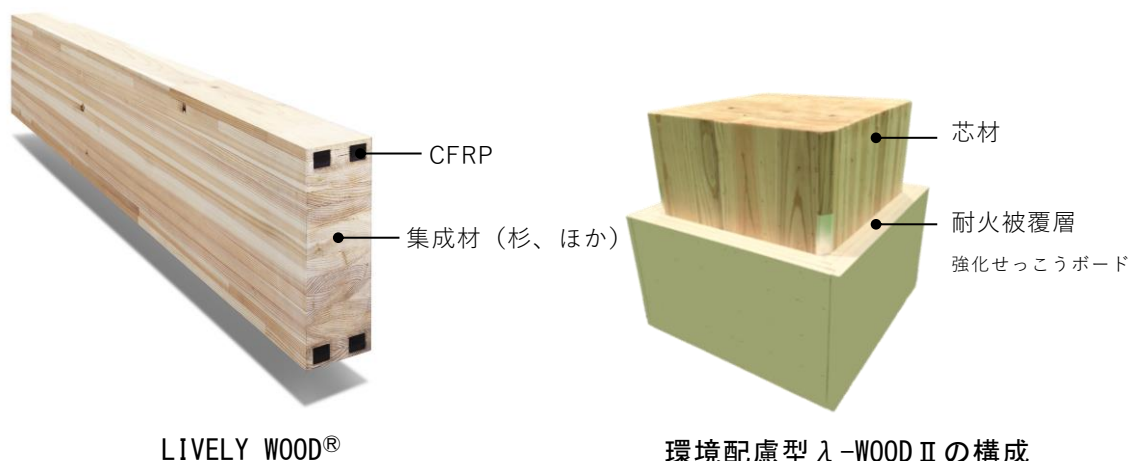 CFRP
集成材（杉、ほか）
LIVELY WOOD®
芯材
耐火被覆層
強化せっこうボード
環境配慮型λ-WOODⅡの構成